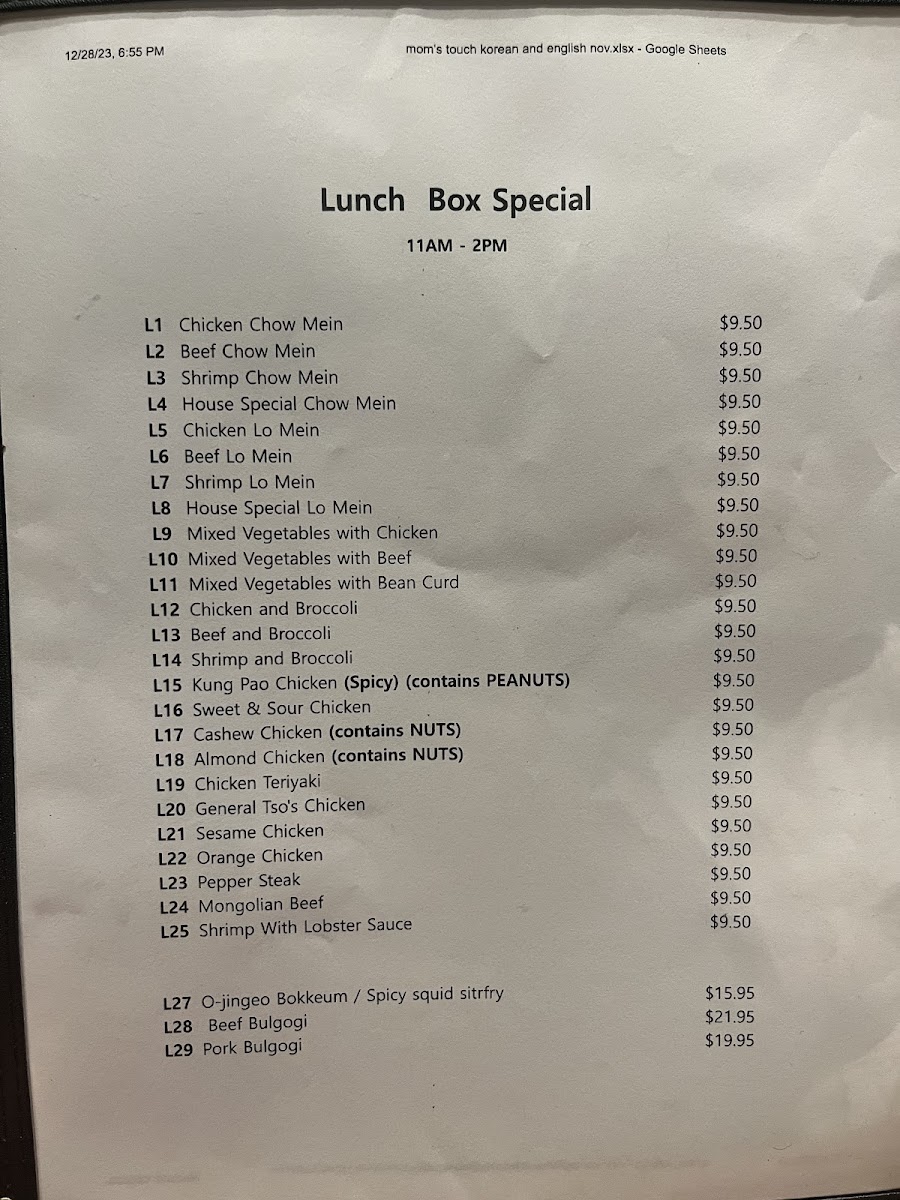 12/28/23, 6:55 PM mom's touch korean and english nov.xlsx - Google Sheets
Lunch Box Special
11AM - 2PM
L1 Chicken Chow Mein $9.50
L2 Beef Chow Mein $9.50
L3 Shrimp Chow Mein $9.50
L4 House Special Chow Mein $9.50
L5 Chicken Lo Mein $9.50
L6 Beef Lo Mein $9.50
L7 Shrimp Lo Mein $9.50
L8 House Special Lo Mein $9.50
L9 Mixed Vegetables with Chicken $9.50
L10 Mixed Vegetables with Beef $9.50
L11 Mixed Vegetables with Bean Curd $9.50
L12 Chicken and Broccoli $9.50
L13 Beef and Broccoli $9.50
L14 Shrimp and Broccoli $9.50
L15 Kung Pao Chicken (Spicy) (contains PEANUTS) $9.50
L16 Sweet & Sour Chicken $9.50
L17 Cashew Chicken (contains NUTS) $9.50
L18 Almond Chicken (contains NUTS) $9.50
L19 Chicken Teriyaki $9.50
L20 General Tso's Chicken $9.50
L21 Sesame Chicken $9.50
L22 Orange Chicken $9.50
L23 Pepper Steak $9.50
L24 Mongolian Beef $9.50
L25 Shrimp With Lobster Sauce $9.50
L27 O-jingeo Bokkeum / Spicy squid sitrfry $15.95
L28 Beef Bulgogi $21.95
L29 Pork Bulgogi $19.95